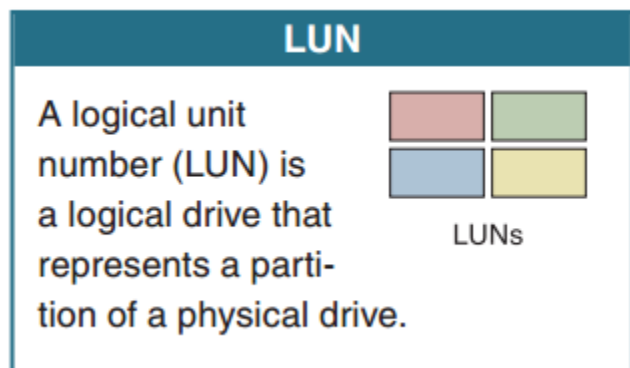 LUN
A logical unit
number (LUN) is
a logical drive that
represents a parti-
tion of a physical drive.
LUNs